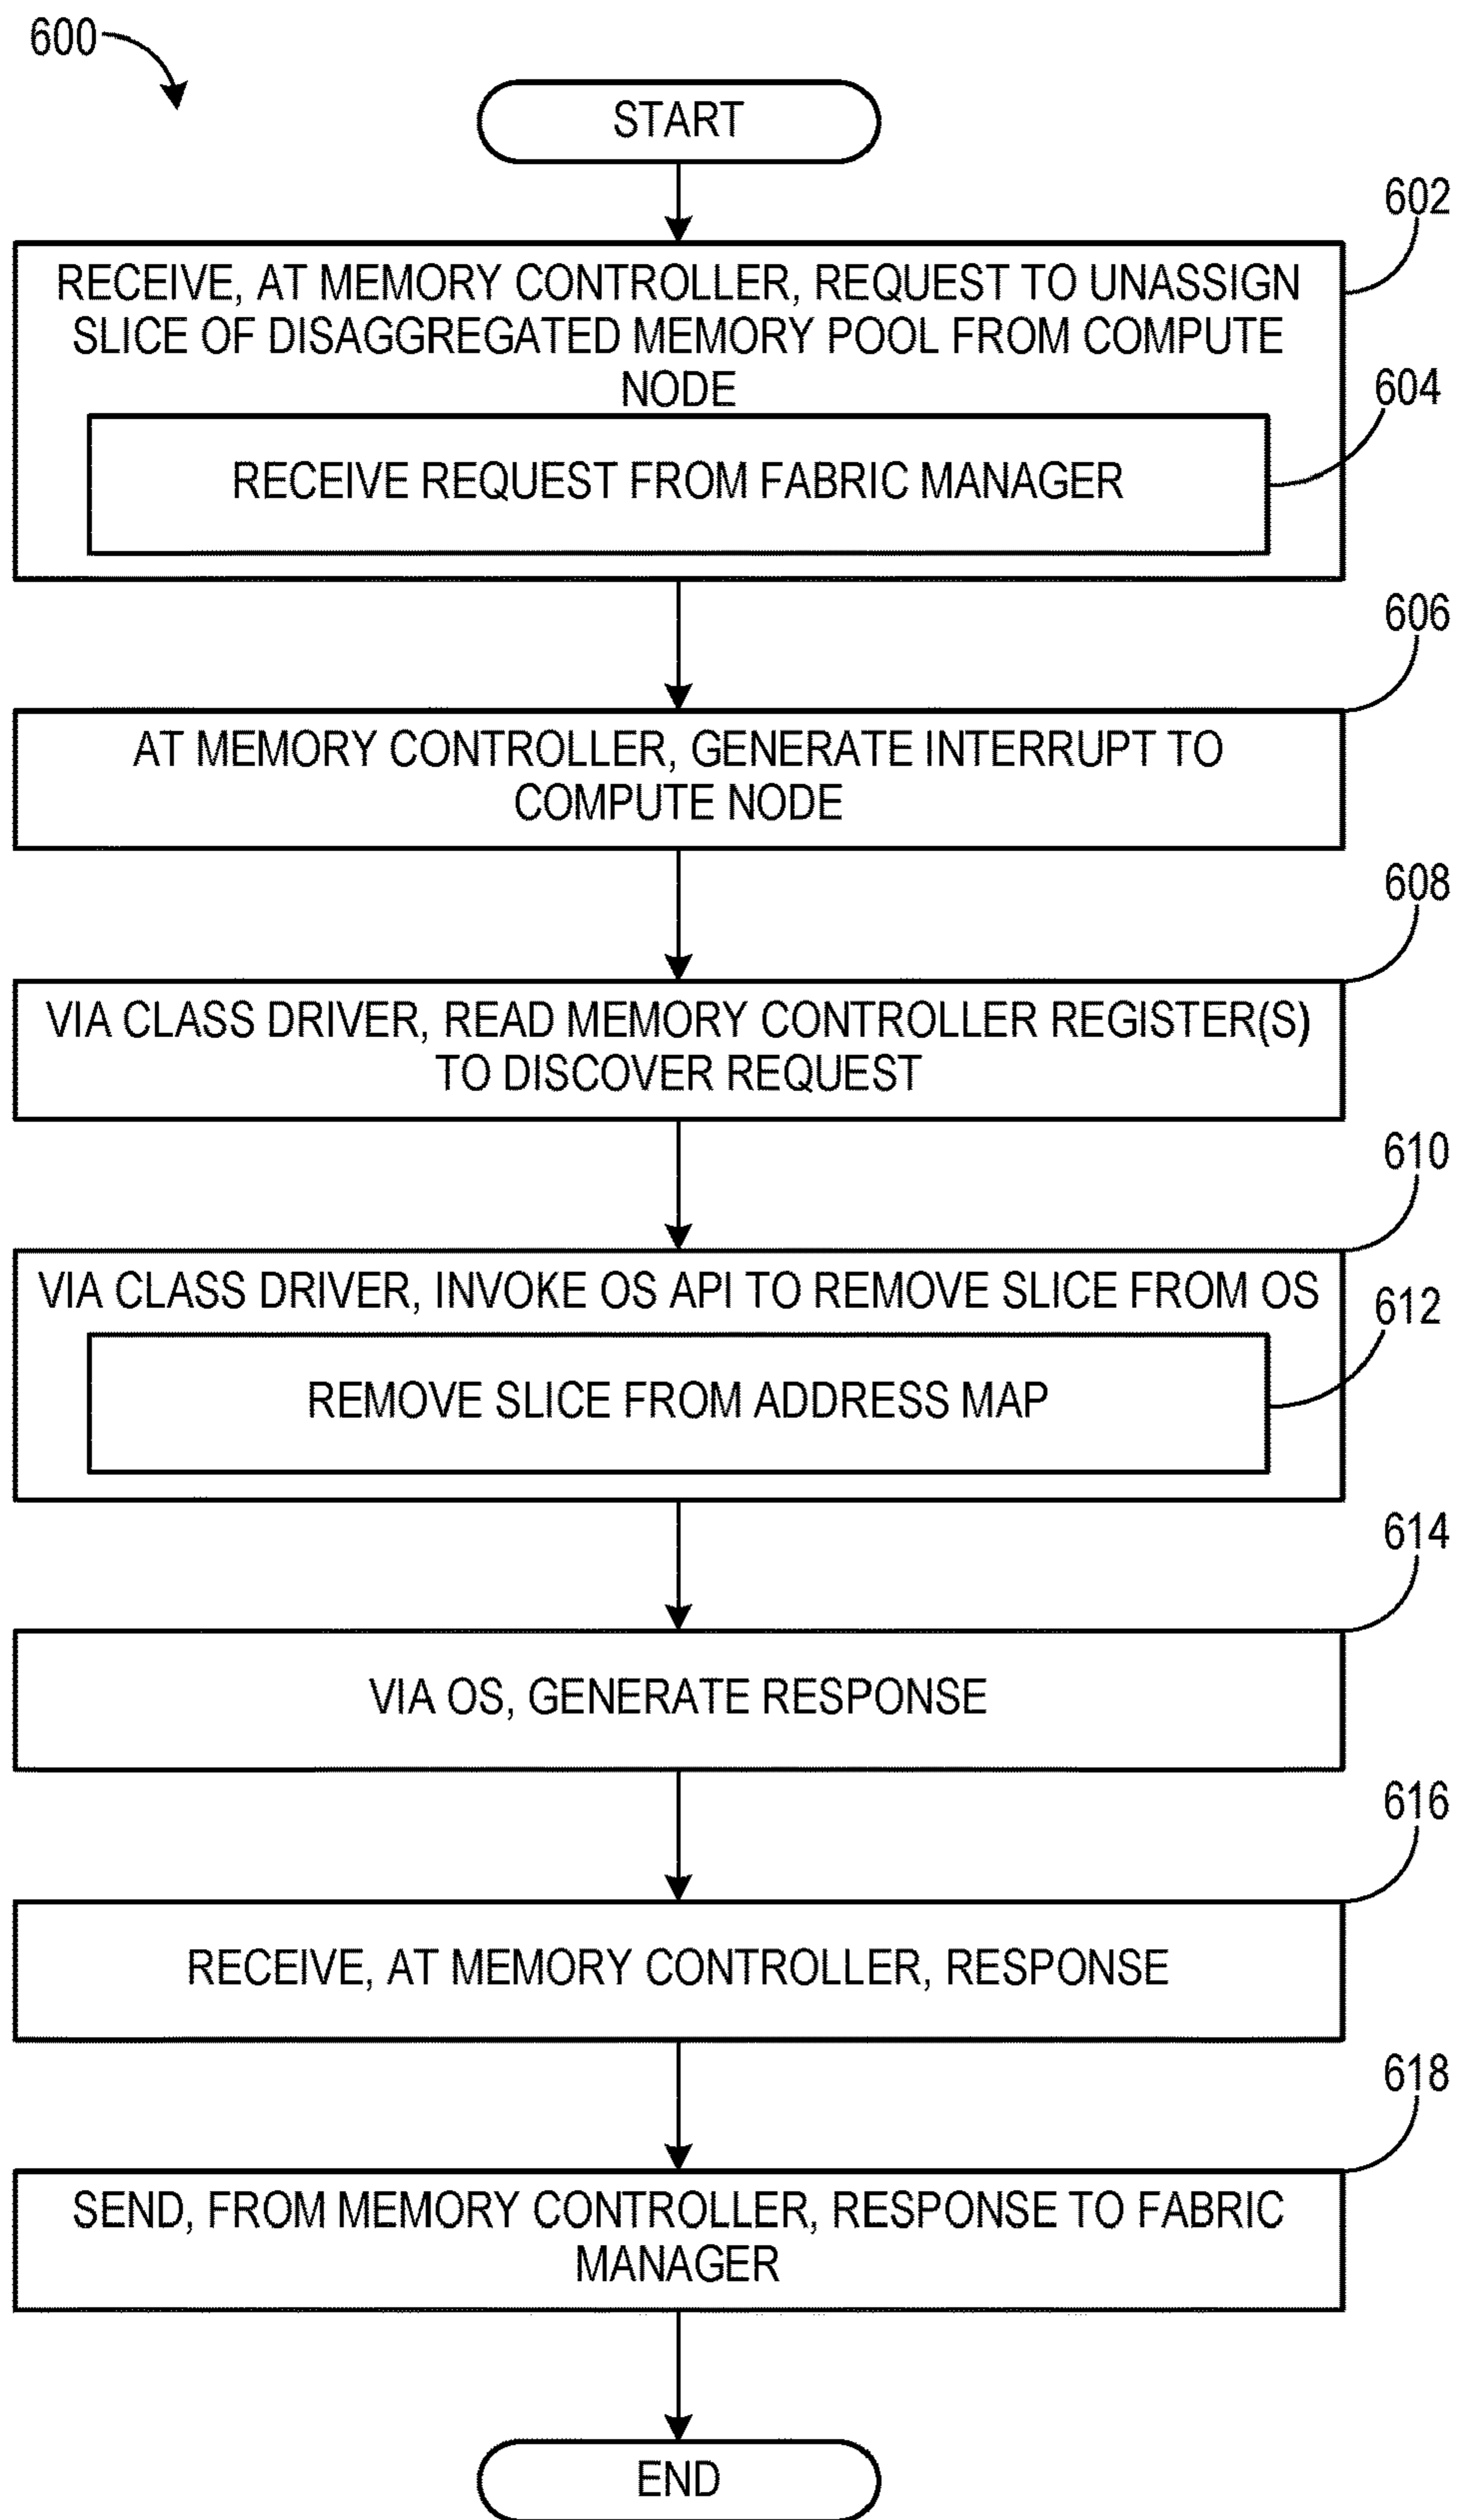 600
START
602
RECEIVE, AT MEMORY CONTROLLER, REQUEST TO UNASSIGN
SLICE OF DISAGGREGATED MEMORY POOL FROM COMPUTE
NODE
604
RECEIVE REQUEST FROM FABRIC MANAGER
606
AT MEMORY CONTROLLER, GENERATE INTERRUPT TO
COMPUTE NODE
608
VIA CLASS DRIVER, READ MEMORY CONTROLLER REGISTER(S)
TO DISCOVER REQUEST
610
VIA CLASS DRIVER, INVOKE OS API TO REMOVE SLICE FROM OS
612
REMOVE SLICE FROM ADDRESS MAP
614
VIA OS, GENERATE RESPONSE
616
RECEIVE, AT MEMORY CONTROLLER, RESPONSE
618
SEND, FROM MEMORY CONTROLLER, RESPONSE TO FABRIC
MANAGER
END